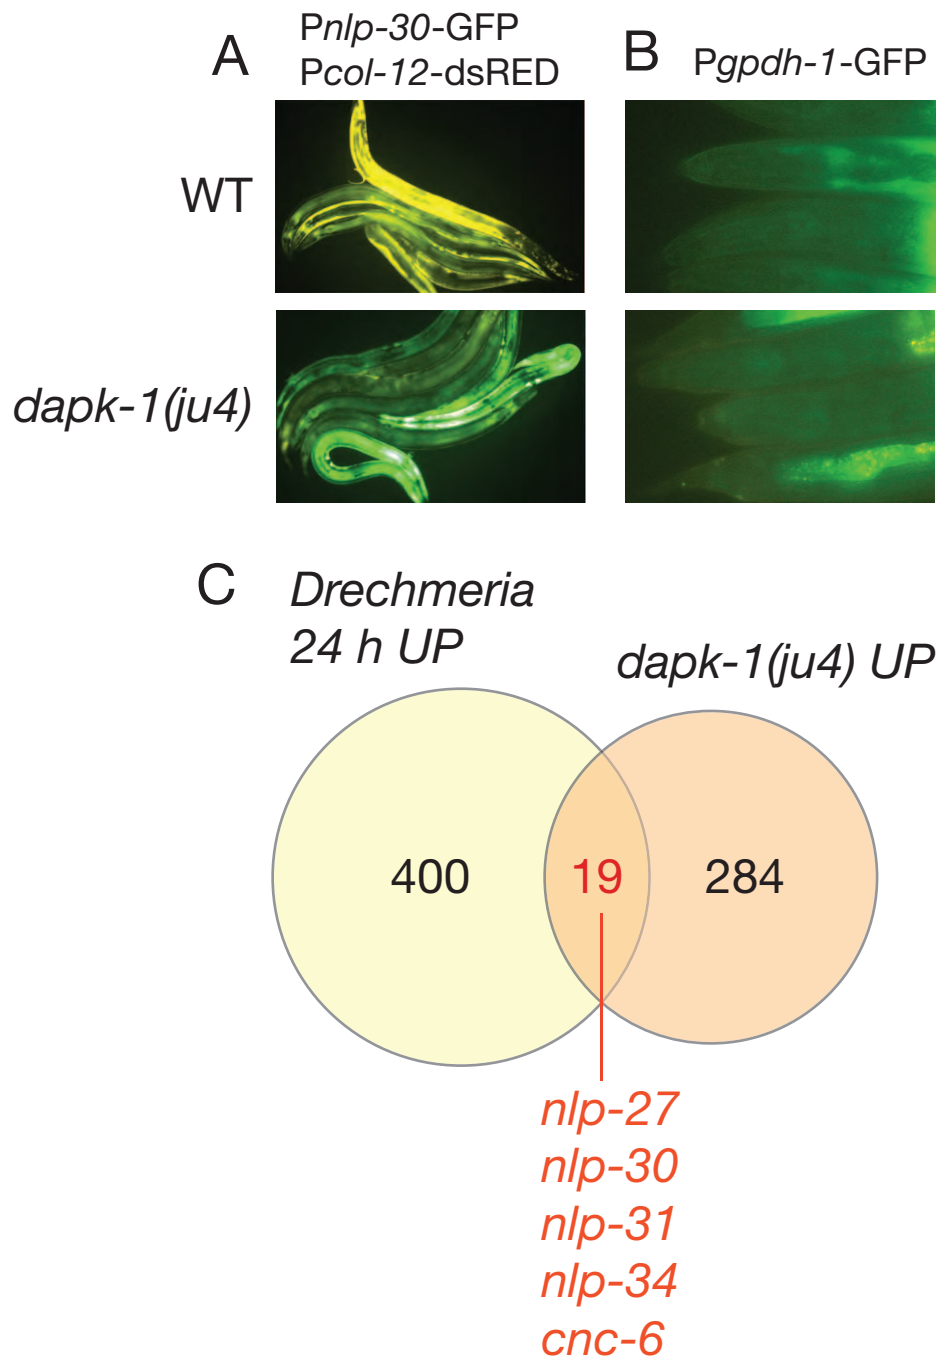 A
Pnlp-30-GFP
Pcol-12-dsRED
B
Pgpdh-1-GFP
WT
dapk-1(ju4)
C
Drechmeria
24 h UP
dapk-1(ju4) UP
400
19
284
nlp-27
nlp-30
nlp-31
nlp-34
cnc-6